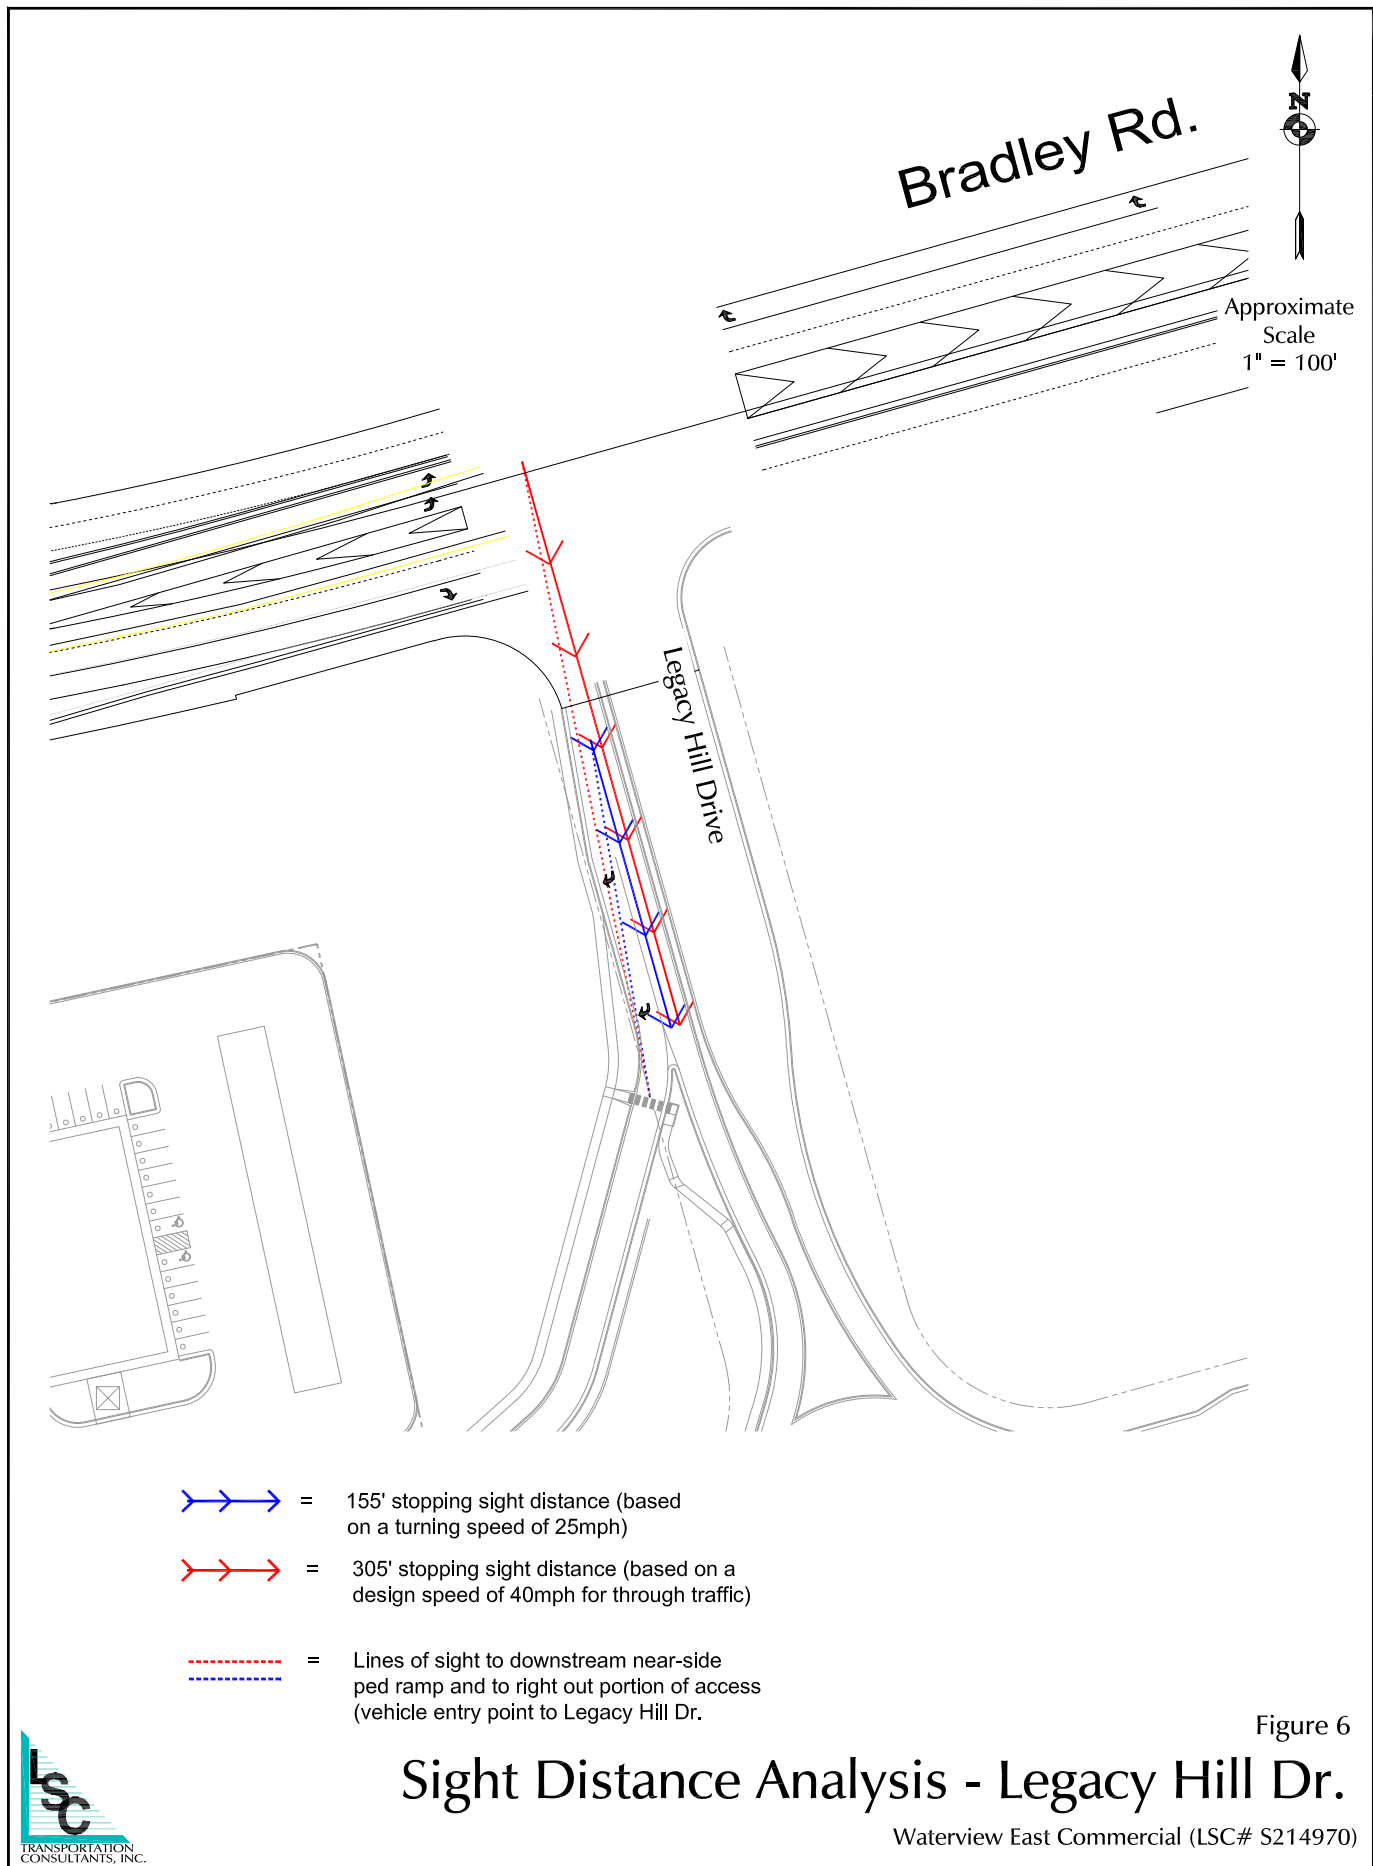 Bradley Rd.
N
Approximate
Scale
1" = 100'
Legacy Hill Drive
= 155' stopping sight distance (based
on a turning speed of 25mph)
= 305' stopping sight distance (based on a
design speed of 40mph for through traffic)
= Lines of sight to downstream near-side
ped ramp and to right out portion of access
(vehicle entry point to Legacy Hill Dr.
Figure 6
Sight Distance Analysis - Legacy Hill Dr.
Waterview East Commercial (LSC# S214970)
LSC
TRANSPORTATION
CONSULTANTS, INC.